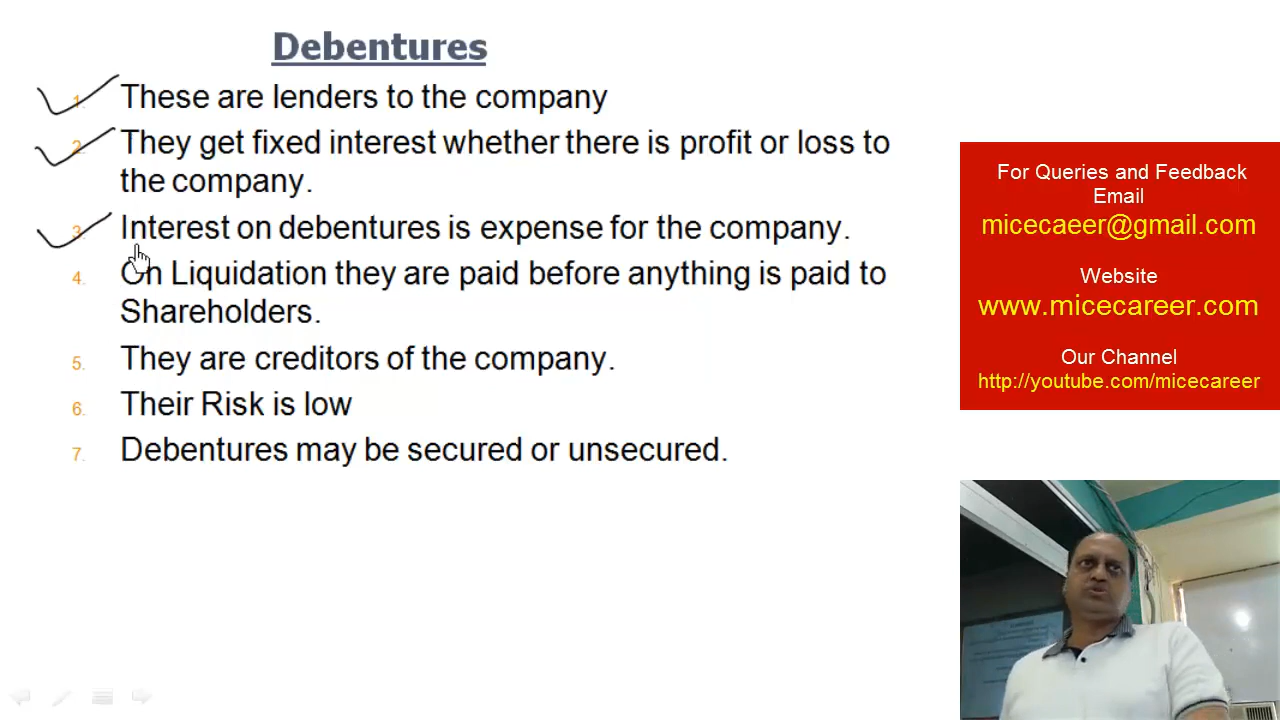 Debentures
1. These are lenders to the company
2. They get fixed interest whether there is profit or loss to
the company.
3. Interest on debentures is expense for the company.
4. On Liquidation they are paid before anything is paid to
Shareholders.
5. They are creditors of the company.
6. Their Risk is low
7. Debentures may be secured or unsecured.
For Queries and Feedback
Email
micecaeer@gmail.com
Website
www.micecareer.com
Our Channel
http://youtube.com/micecareer